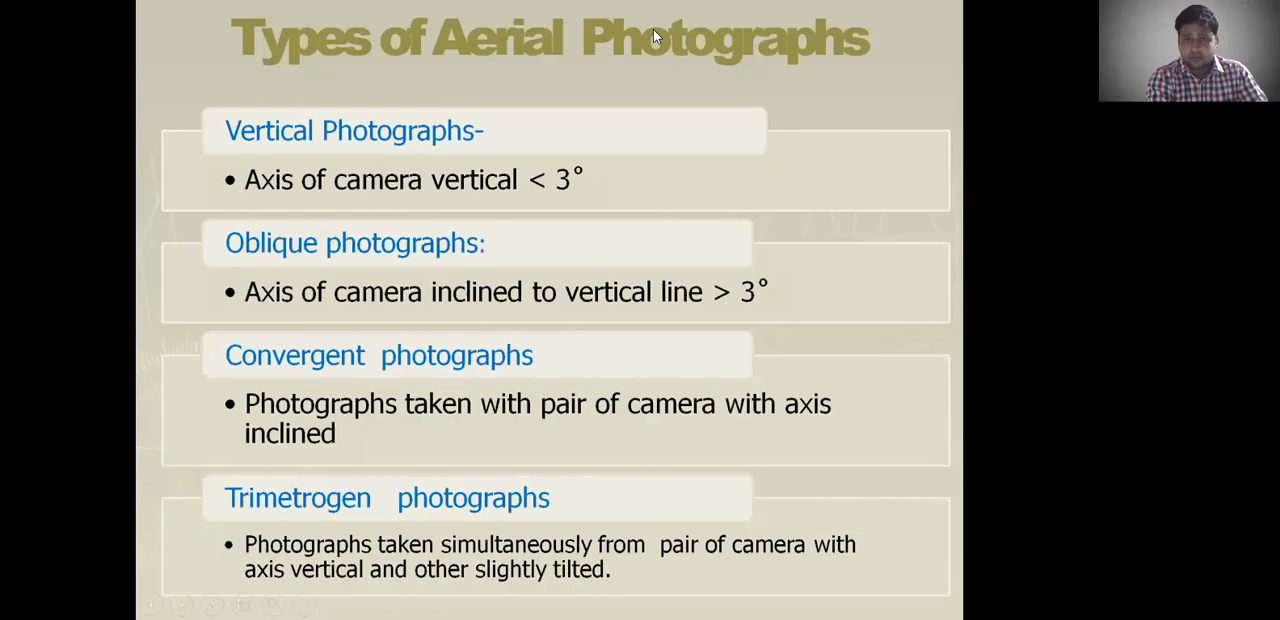 Types of Aerial Photographs
Vertical Photographs-
• Axis of camera vertical < 3°
Oblique photographs:
• Axis of camera inclined to vertical line > 3°
Convergent photographs
• Photographs taken with pair of camera with axis
inclined
Trimetrogen photographs
• Photographs taken simultaneously from pair of camera with
axis vertical and other slightly tilted.